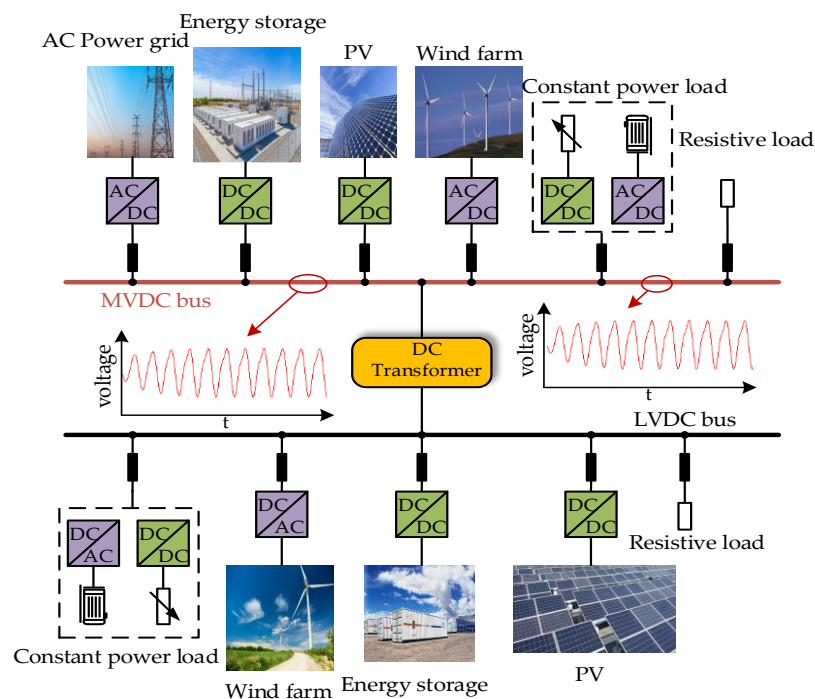 Energy storage
AC Power grid
PV
Wind farm
Constant power load
Resistive load
AC
DC
DC
DC
DC
DC
AC
DC
DC
DC
AC
DC
MVDC bus
voltage
t
DC
Transformer
voltage
t
LVDC bus
DC
AC
DC
DC
DC
AC
DC
DC
DC
DC
Resistive load
Constant power load
Wind farm
Energy storage
PV